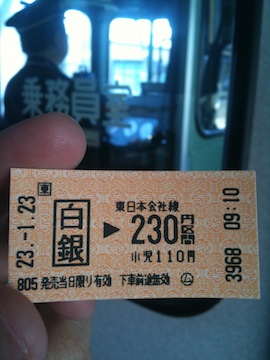 乗務員室
東
23.-1.23
白銀
東日本会社線
▶ 230円区間
小児110円
3968 09:10
805 発売当日限り有効 下車前途無効 ム